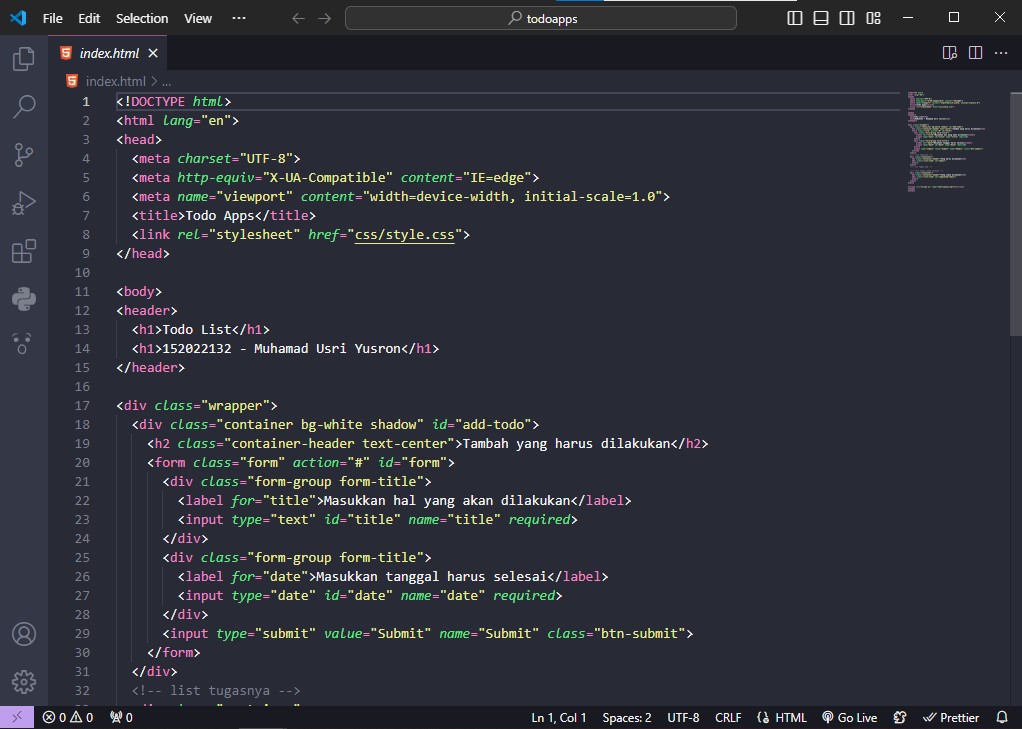 File Edit Selection View ··· todoapps
index.html
index.html > ...
1 <!DOCTYPE html>
2 <html lang="en">
3 <head>
4 <meta charset="UTF-8">
5 <meta http-equiv="X-UA-Compatible" content="IE=edge">
6 <meta name="viewport" content="width=device-width, initial-scale=1.0">
7 <title>Todo Apps</title>
8 <link rel="stylesheet" href="css/style.css">
9 </head>
10
11 <body>
12 <header>
13 <h1>Todo List</h1>
14 <h1>152022132 - Muhamad Usri Yusron</h1>
15 </header>
16
17 <div class="wrapper">
18 <div class="container bg-white shadow" id="add-todo">
19 <h2 class="container-header text-center">Tambah yang harus dilakukan</h2>
20 <form class="form" action="#" id="form">
21 <div class="form-group form-title">
22 <label for="title">Masukkan hal yang akan dilakukan</label>
23 <input type="text" id="title" name="title" required>
24 </div>
25 <div class="form-group form-title">
26 <label for="date">Masukkan tanggal harus selesai</label>
27 <input type="date" id="date" name="date" required>
28 </div>
29 <input type="submit" value="Submit" name="Submit" class="btn-submit">
30 </form>
31 </div>
32 <!-- list tugasnya -->
0 0 0 Ln 1, Col 1 Spaces: 2 UTF-8 CRLF HTML Go Live Prettier